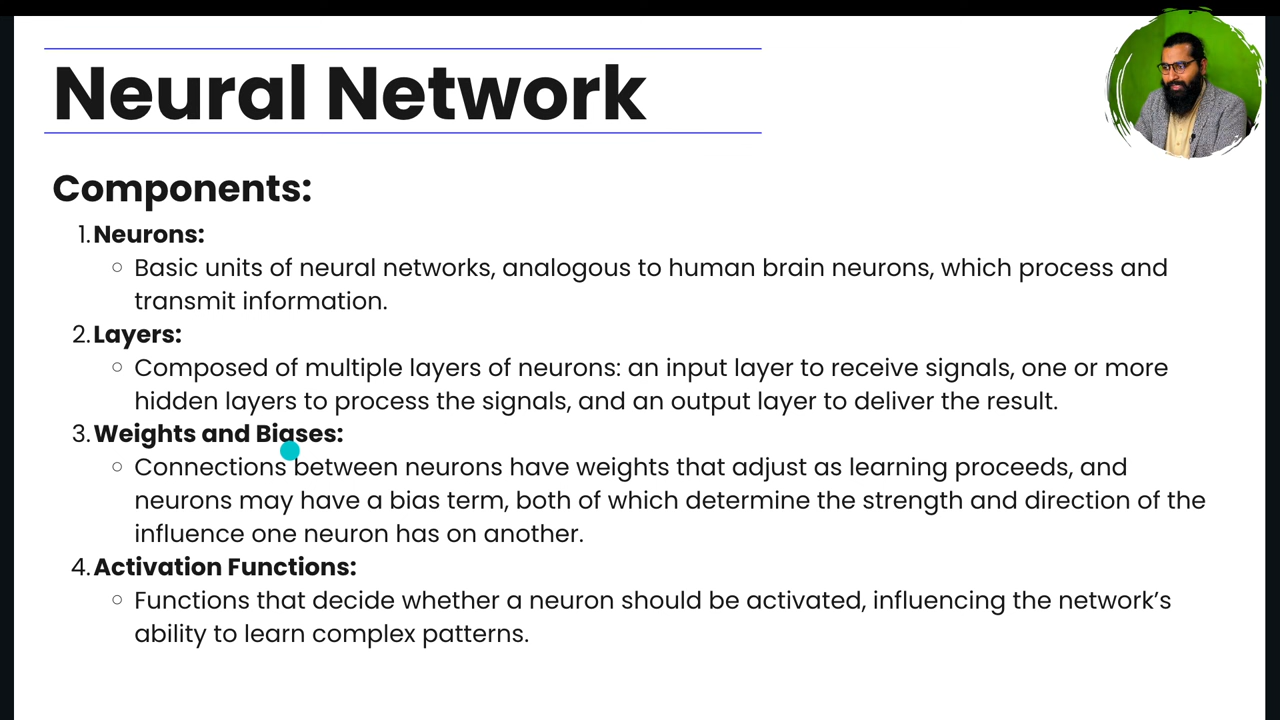 Neural Network
Components:
1. Neurons:
○ Basic units of neural networks, analogous to human brain neurons, which process and
transmit information.
2. Layers:
○ Composed of multiple layers of neurons: an input layer to receive signals, one or more
hidden layers to process the signals, and an output layer to deliver the result.
3. Weights and Biases:
○ Connections between neurons have weights that adjust as learning proceeds, and
neurons may have a bias term, both of which determine the strength and direction of the
influence one neuron has on another.
4. Activation Functions:
○ Functions that decide whether a neuron should be activated, influencing the network’s
ability to learn complex patterns.